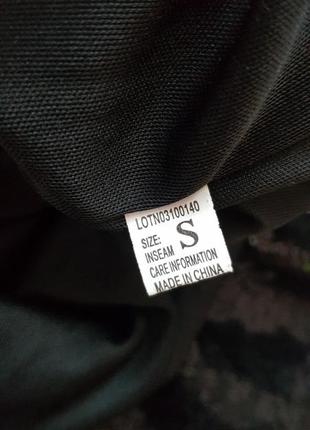 LOTN03100140
SIZE: S
INSEAM
CARE INFORMATION
MADE IN CHINA